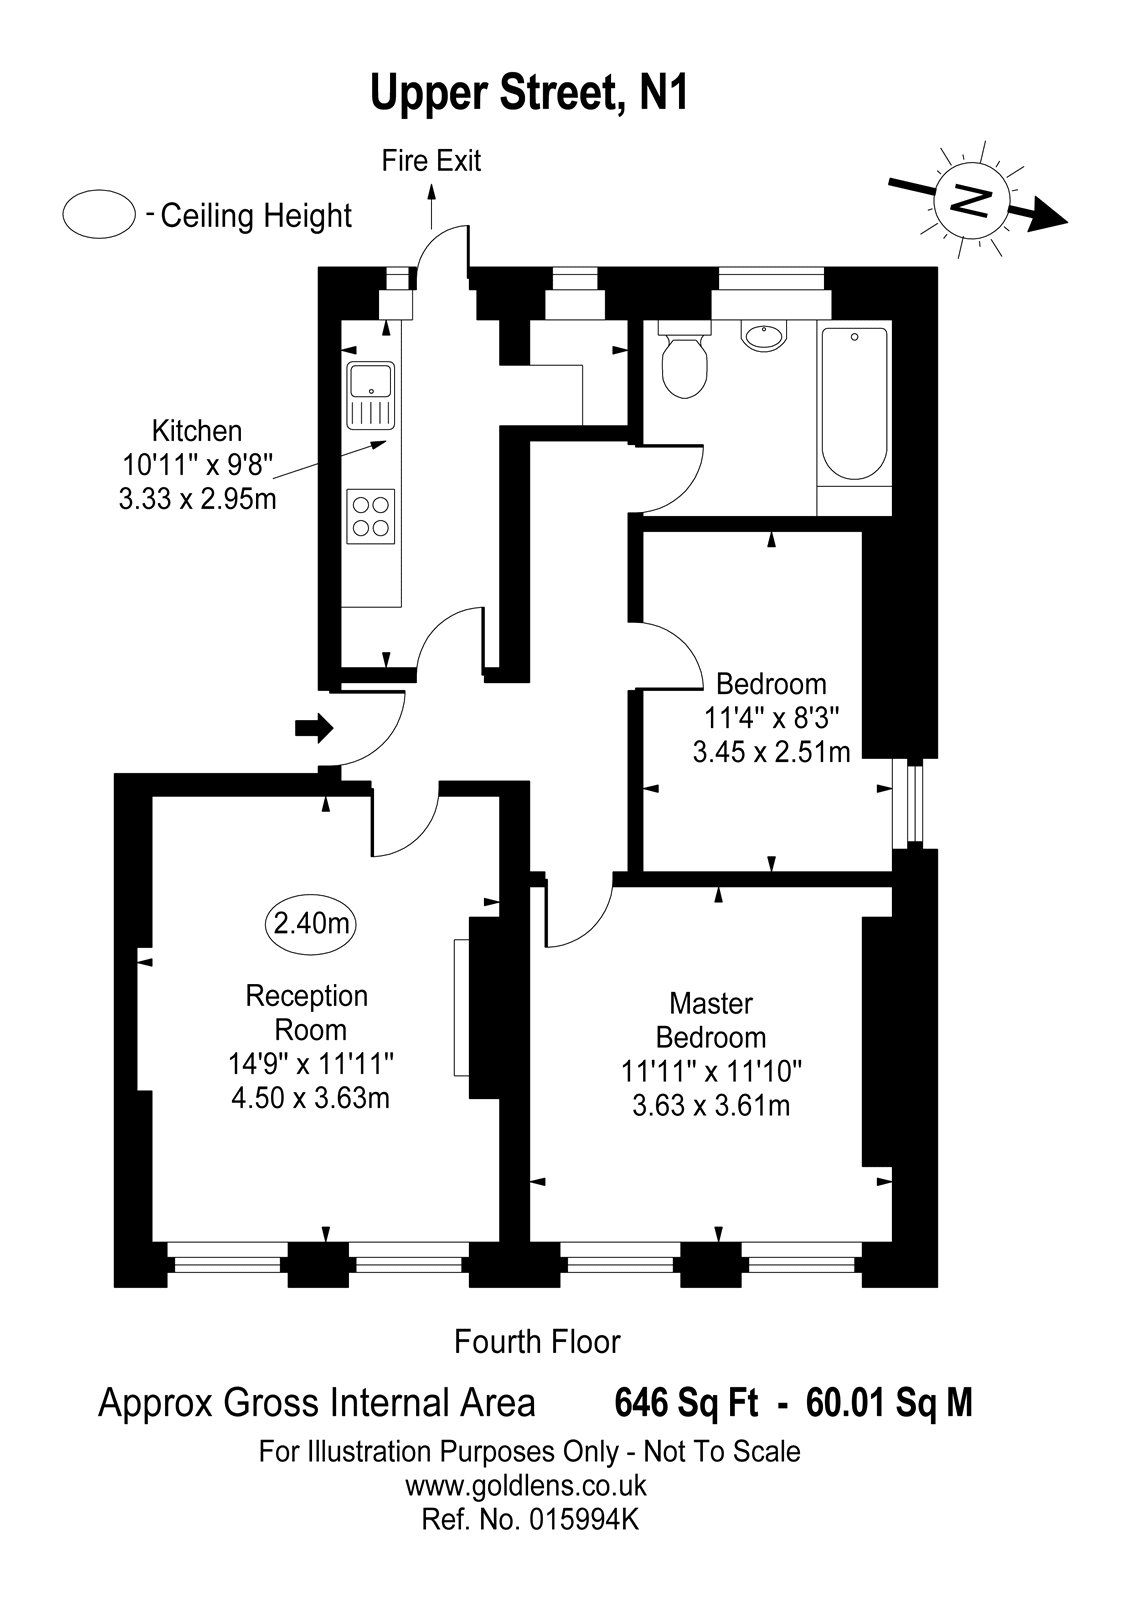 Upper Street, N1
Fire Exit
- Ceiling Height
N
Kitchen
10'11" x 9'8"
3.33 x 2.95m
Bedroom
11'4" x 8'3"
3.45 x 2.51m
2.40m
Reception
Room
14'9" x 11'11"
4.50 x 3.63m
Master
Bedroom
11'11" x 11'10"
3.63 x 3.61m
Fourth Floor
Approx Gross Internal Area 646 Sq Ft - 60.01 Sq M
For Illustration Purposes Only - Not To Scale
www.goldlens.co.uk
Ref. No. 015994K